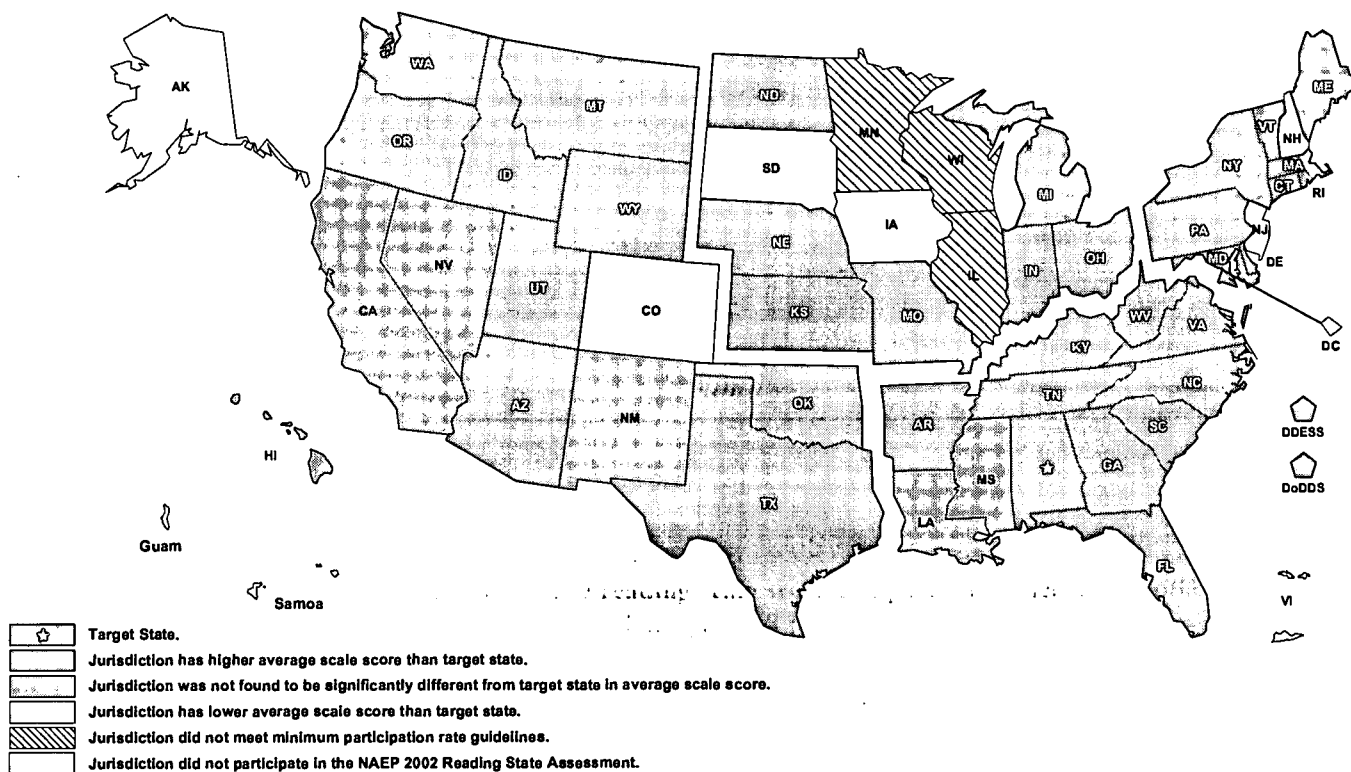 AK
WA
MT
ND
MN
ME
VT
NH
OR
ID
SD
WI
NY
MA
CT
RI
WY
MI
IA
PA
NJ
NE
NV
UT
IL
IN
OH
MD
DE
CA
CO
KS
MO
WV
VA
KY
DC
AZ
NM
OK
TN
NC
AR
SC
DDESS
HI
MS
GA
TX
LA
DoDDS
Guam
FL
Samoa
VI
Target State.
Jurisdiction has higher average scale score than target state.
Jurisdiction was not found to be significantly different from target state in average scale score.
Jurisdiction has lower average scale score than target state.
Jurisdiction did not meet minimum participation rate guidelines.
Jurisdiction did not participate in the NAEP 2002 Reading State Assessment.